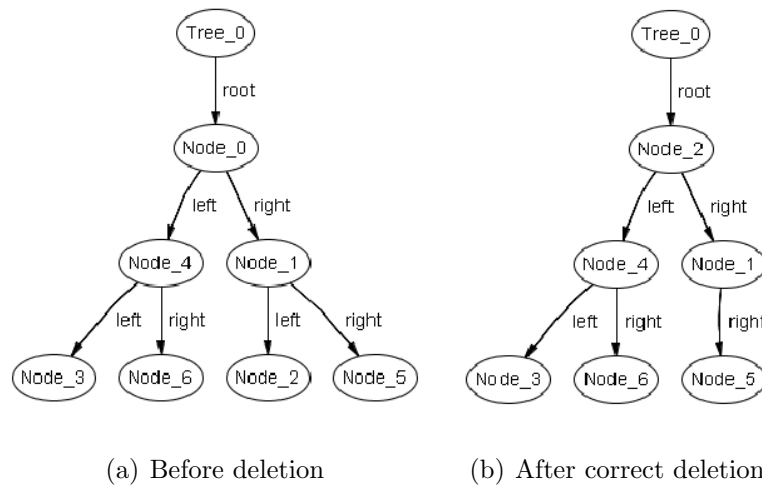 Tree_0 Tree_0
root root
Node_0 Node_2
left right left right
Node_4 Node_1 Node_4 Node_1
left right left right left right right
Node_3 Node_6 Node_2 Node_5 Node_3 Node_6 Node_5
(a) Before deletion (b) After correct deletion